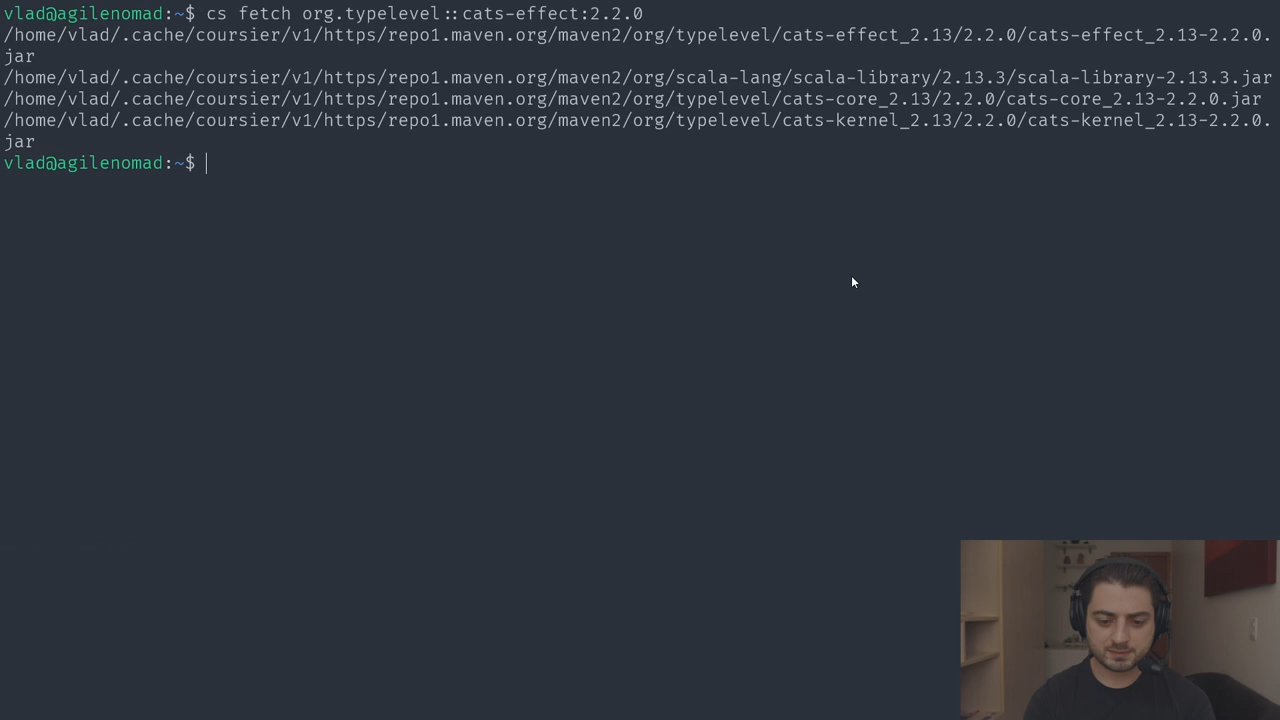 vlad@agilenomad:~$ cs fetch org.typelevel::cats-effect:2.2.0
/home/vlad/.cache/coursier/v1/https/repo1.maven.org/maven2/org/typelevel/cats-effect_2.13/2.2.0/cats-effect_2.13-2.2.0.
jar
/home/vlad/.cache/coursier/v1/https/repo1.maven.org/maven2/org/scala-lang/scala-library/2.13.3/scala-library-2.13.3.jar
/home/vlad/.cache/coursier/v1/https/repo1.maven.org/maven2/org/typelevel/cats-core_2.13/2.2.0/cats-core_2.13-2.2.0.jar
/home/vlad/.cache/coursier/v1/https/repo1.maven.org/maven2/org/typelevel/cats-kernel_2.13/2.2.0/cats-kernel_2.13-2.2.0.
jar
vlad@agilenomad:~$